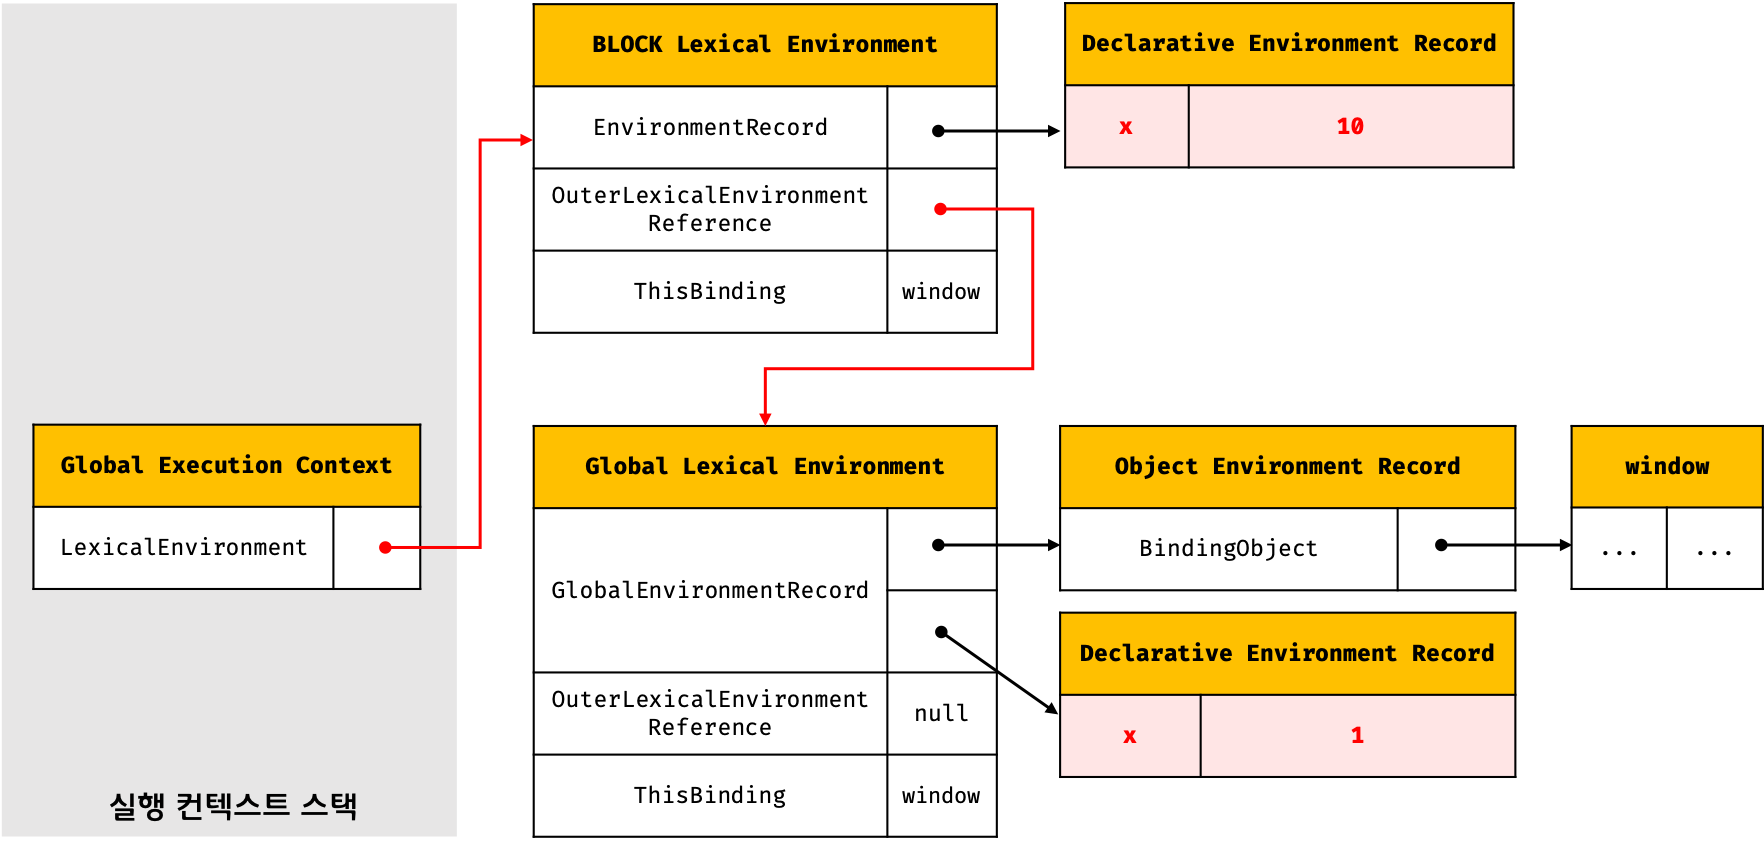 BLOCK Lexical Environment
EnvironmentRecord
OuterLexicalEnvironment
Reference
ThisBinding
window
Declarative Environment Record
x
10
Global Execution Context
LexicalEnvironment
실행 컨텍스트 스택
Global Lexical Environment
GlobalEnvironmentRecord
OuterLexicalEnvironment
Reference
null
ThisBinding
window
Object Environment Record
BindingObject
window
...
...
Declarative Environment Record
x
1